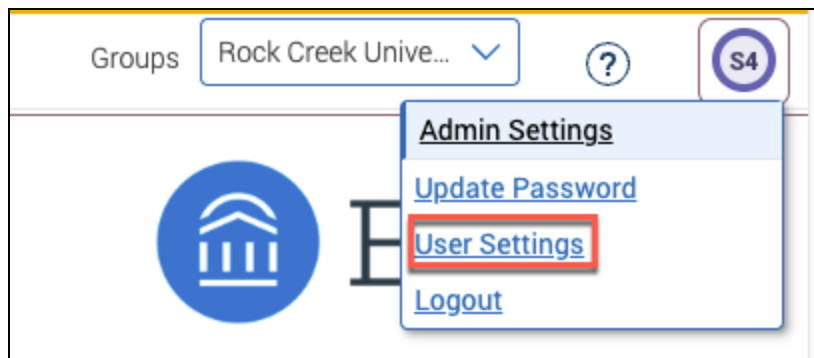 Groups
Rock Creek Unive...
?
S4
Admin Settings
Update Password
User Settings
Logout
E